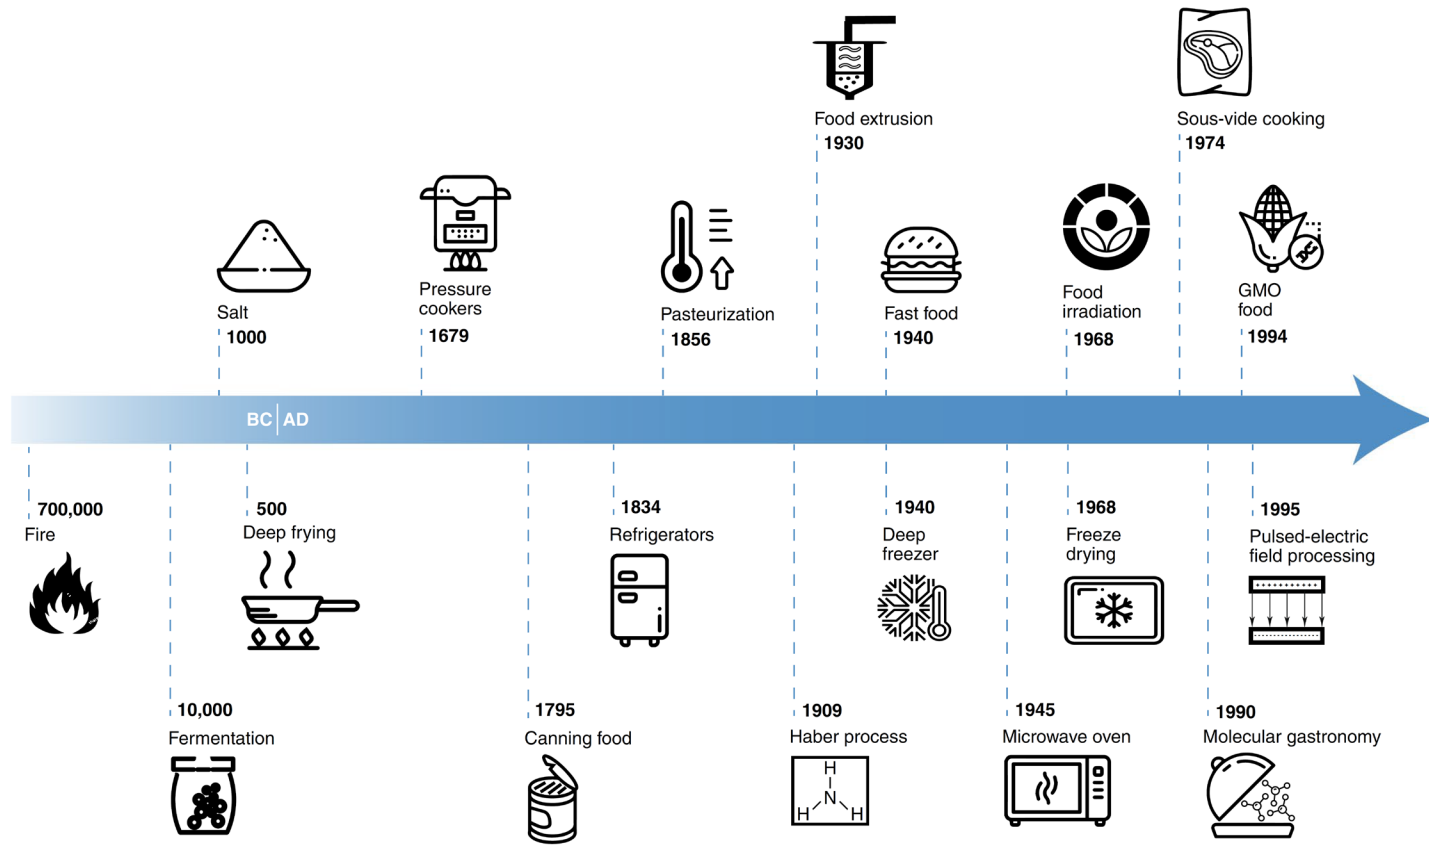 Food extrusion
1930
Sous-vide cooking
1974
Salt
1000
Pressure
cookers
1679
Pasteurization
1856
Fast food
1940
Food
irradiation
1968
GMO
food
1994
BC AD
700,000
Fire
500
Deep frying
1834
Refrigerators
1940
Deep
freezer
1968
Freeze
drying
1995
Pulsed-electric
field processing
10,000
Fermentation
1795
Canning food
1909
Haber process
H
N
H H
1945
Microwave oven
1990
Molecular gastronomy